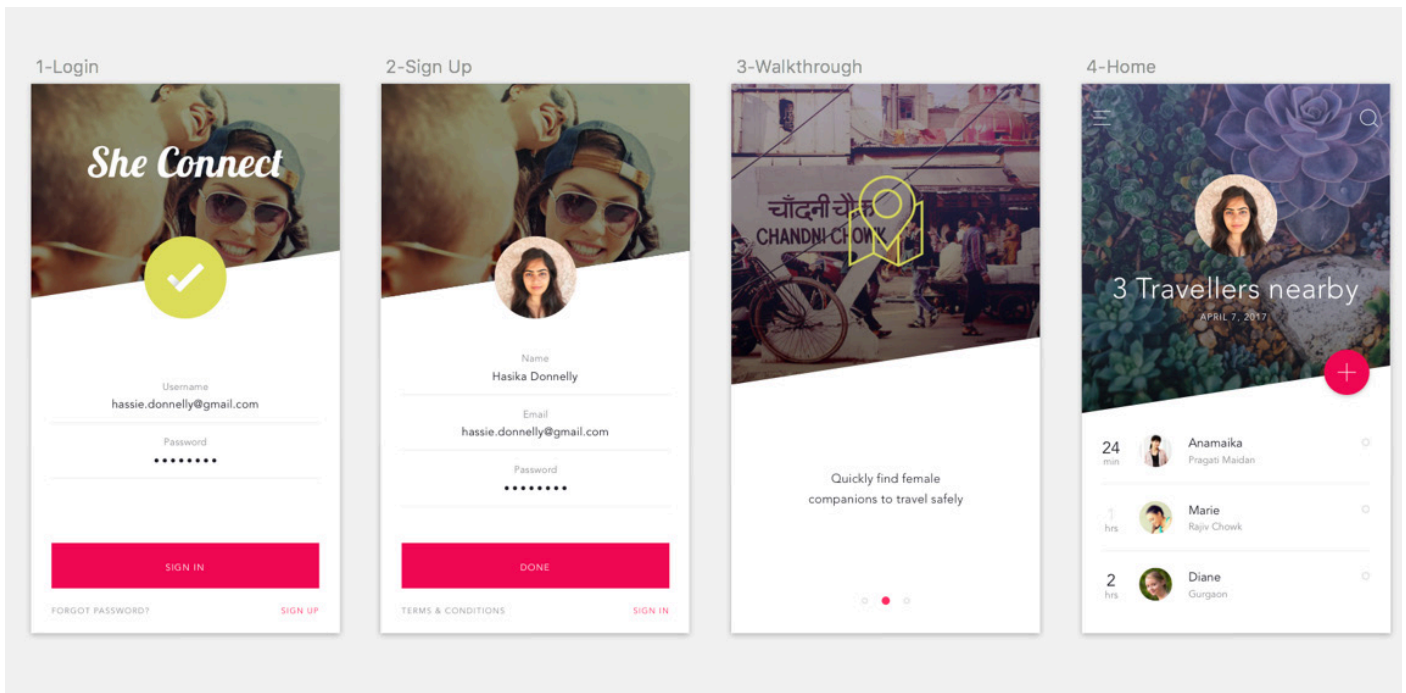 1-Login
She Connect
Username
hassie.donnelly@gmail.com
Password
••••••••
SIGN IN
FORGOT PASSWORD?
SIGN UP
2-Sign Up
Name
Hasika Donnelly
Email
hassie.donnelly@gmail.com
Password
••••••••
DONE
TERMS & CONDITIONS
SIGN IN
3-Walkthrough
चाँदनी चौक
CHANDNI CHOWK
Quickly find female
companions to travel safely
4-Home
3 Travellers nearby
APRIL 7, 2017
24
min
Anamaika
Pragati Maidan
1
hrs
Marie
Rajiv Chowk
2
hrs
Diane
Gurgaon